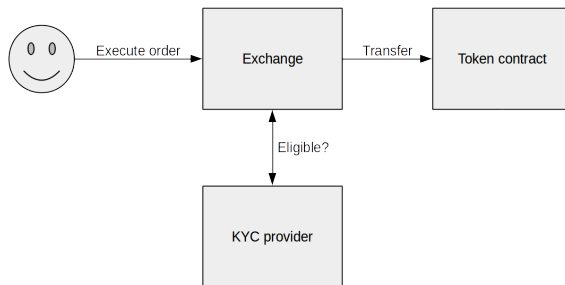 Execute order
Exchange
Transfer
Token contract
Eligible?
KYC provider